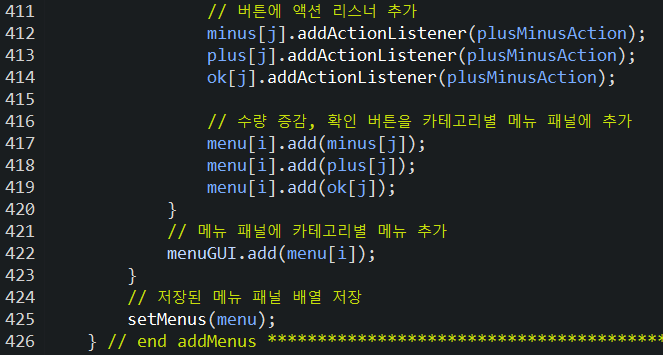 411 // 버튼에 액션 리스너 추가
412 minus[j].addActionListener(plusMinusAction);
413 plus[j].addActionListener(plusMinusAction);
414 ok[j].addActionListener(plusMinusAction);
415
416 // 수량 증감, 확인 버튼을 카테고리별 메뉴 패널에 추가
417 menu[i].add(minus[j]);
418 menu[i].add(plus[j]);
419 menu[i].add(ok[j]);
420 }
421 // 메뉴 패널에 카테고리별 메뉴 추가
422 menuGUI.add(menu[i]);
423 }
424 // 저장된 메뉴 패널 배열 저장
425 setMenus(menu);
426 } // end addMenus ****************************************